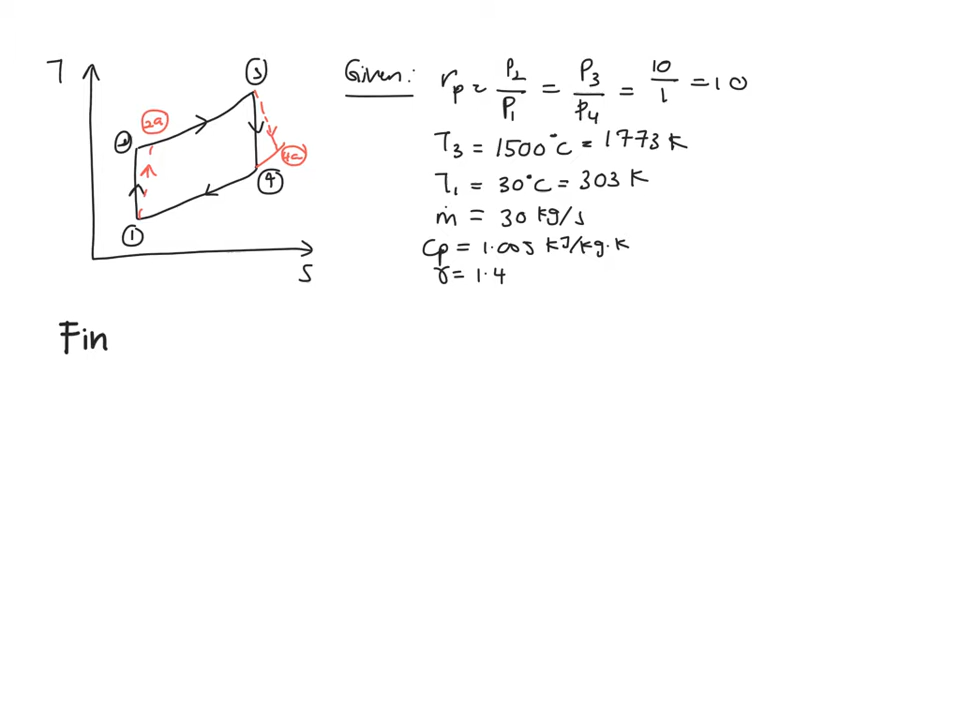 T
③
②ₐ
②
④ₐ
④
①
S
Given: rp = P2/P1 = P3/P4 = 10/1 = 10
T3 = 1500°C = 1773 K
T1 = 30°C = 303 K
ṁ = 30 kg/s
Cp = 1.005 KJ/kg·K
γ = 1.4
Fin